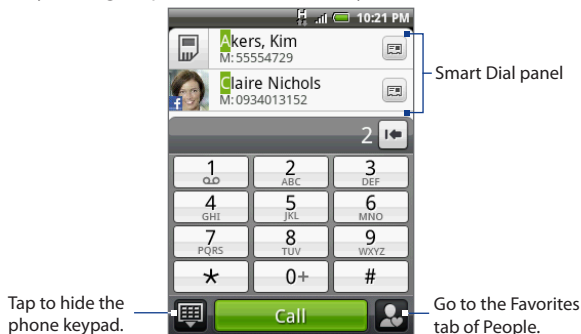 10:21 PM
Akers, Kim
M: 55554729
Claire Nichols
M: 0934013152
Smart Dial panel
2
1
2 ABC
3 DEF
4 GHI
5 JKL
6 MNO
7 PQRS
8 TUV
9 WXYZ
*
0+
#
Tap to hide the
phone keypad.
Call
Go to the Favorites
tab of People.